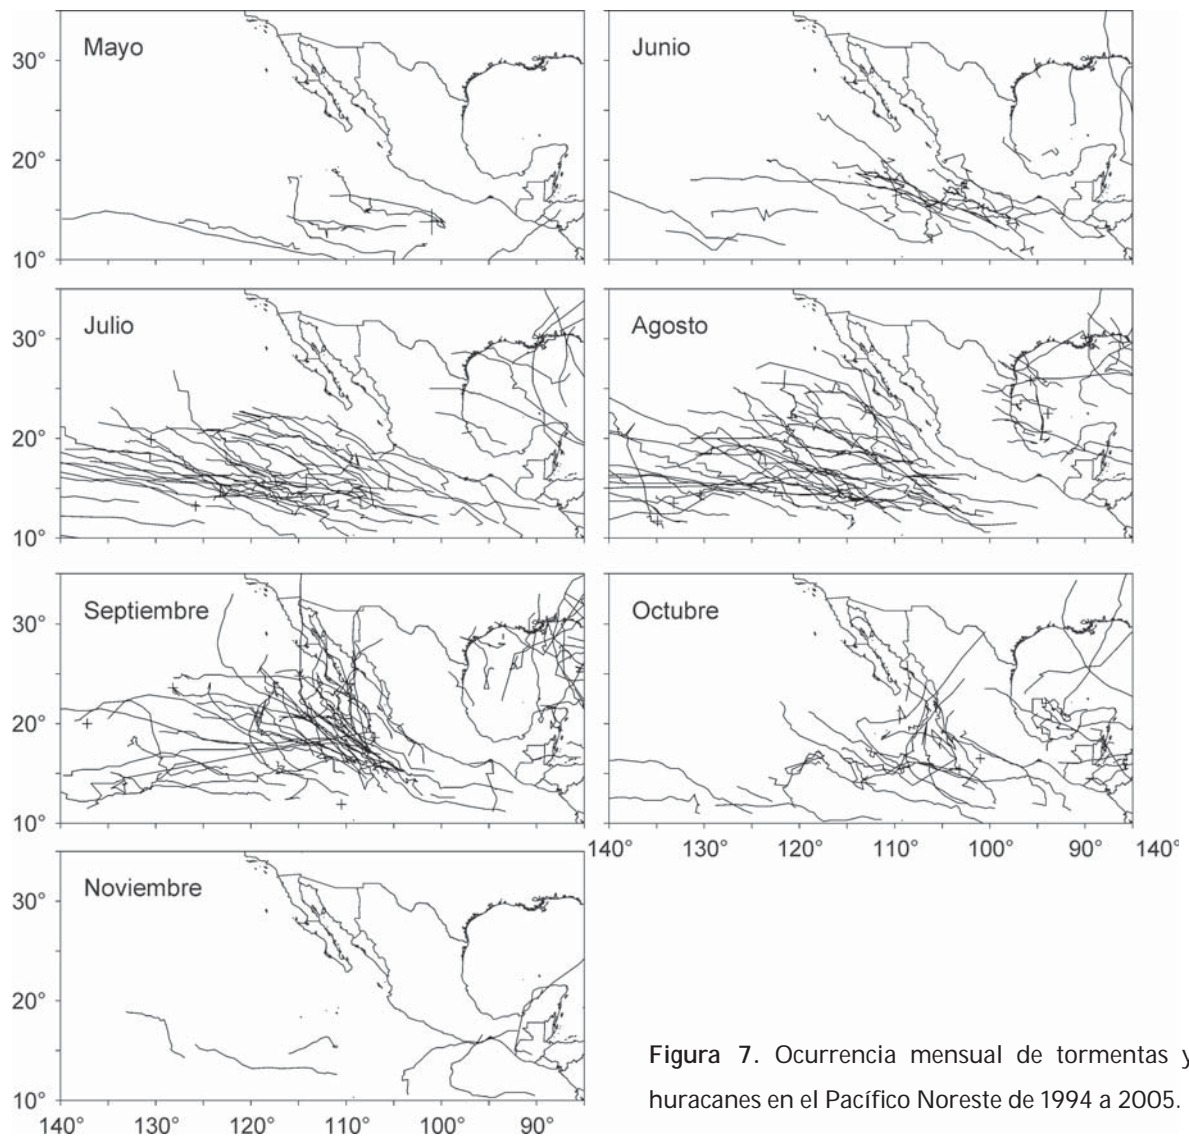 Mayo
Junio
30°
20°
10°
Julio
Agosto
30°
20°
10°
Septiembre
Octubre
30°
20°
10°
140° 130° 120° 110° 100° 90° 140°
Noviembre
30°
20°
10°
140° 130° 120° 110° 100° 90°
Figura 7. Ocurrencia mensual de tormentas y
huracanes en el Pacífico Noreste de 1994 a 2005.